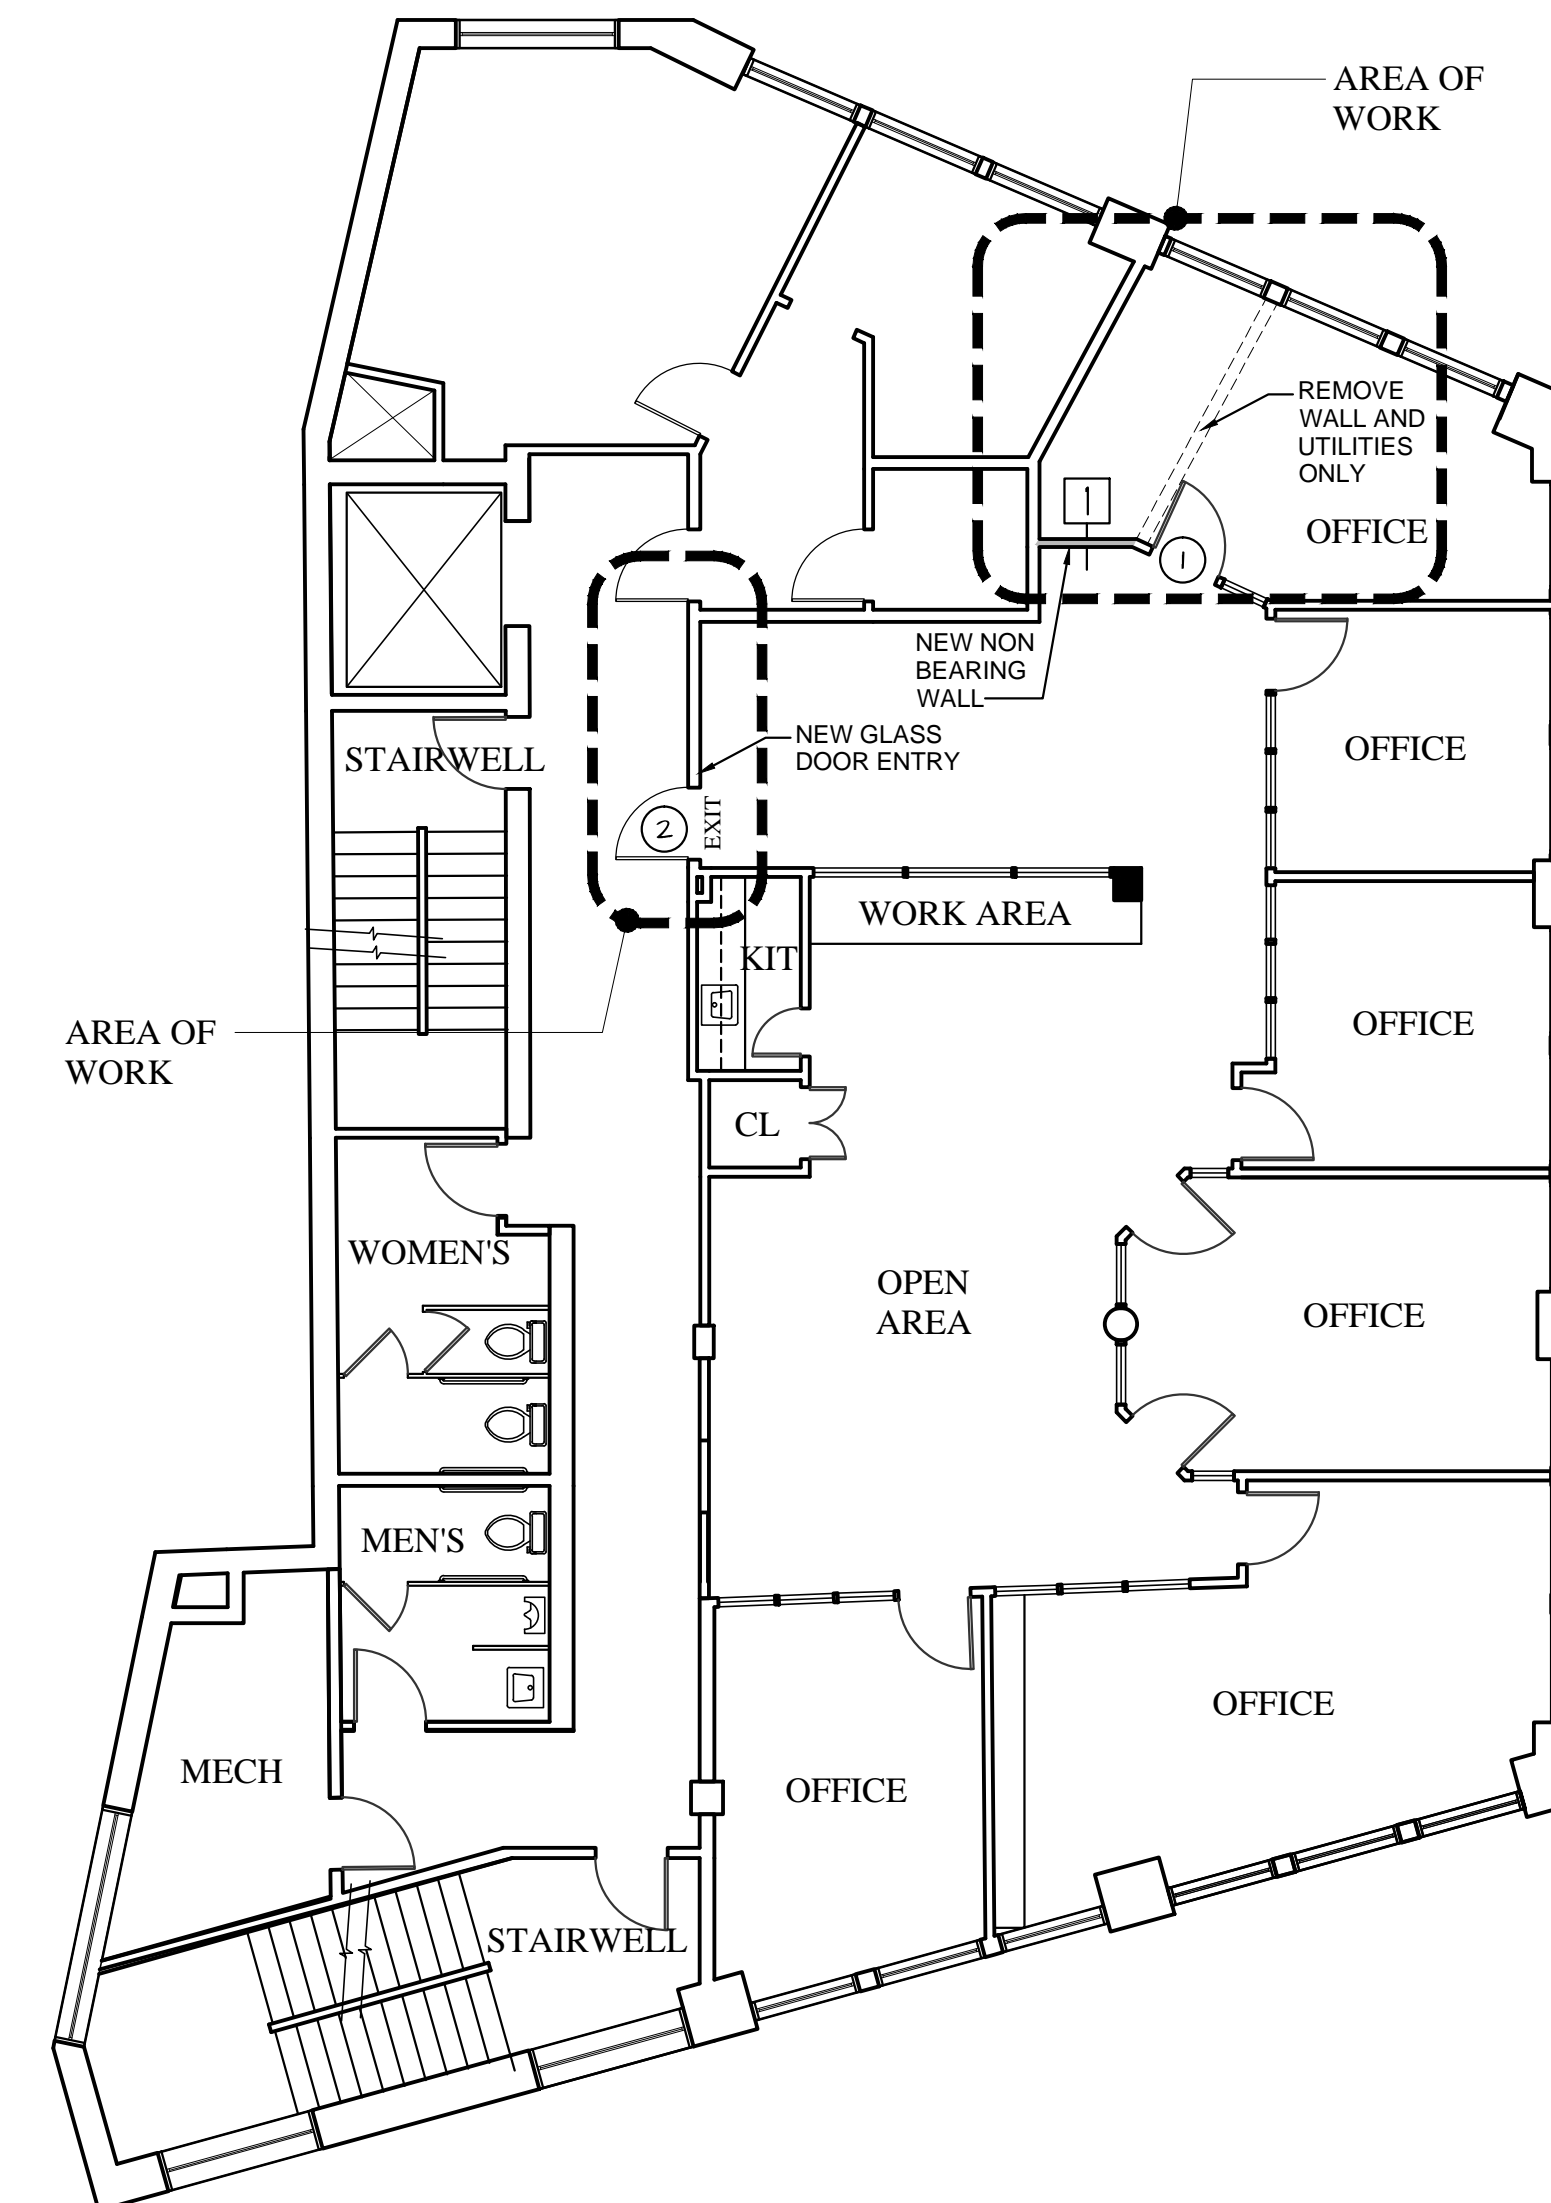 AREA OF
WORK
REMOVE
WALL AND
UTILITIES
ONLY
1
OFFICE
1
NEW NON
BEARING
WALL
NEW GLASS
DOOR ENTRY
STAIRWELL
OFFICE
2
EXIT
WORK AREA
KIT
AREA OF
WORK
OFFICE
CL
WOMEN'S
OPEN
AREA
OFFICE
MEN'S
OFFICE
MECH
OFFICE
STAIRWELL